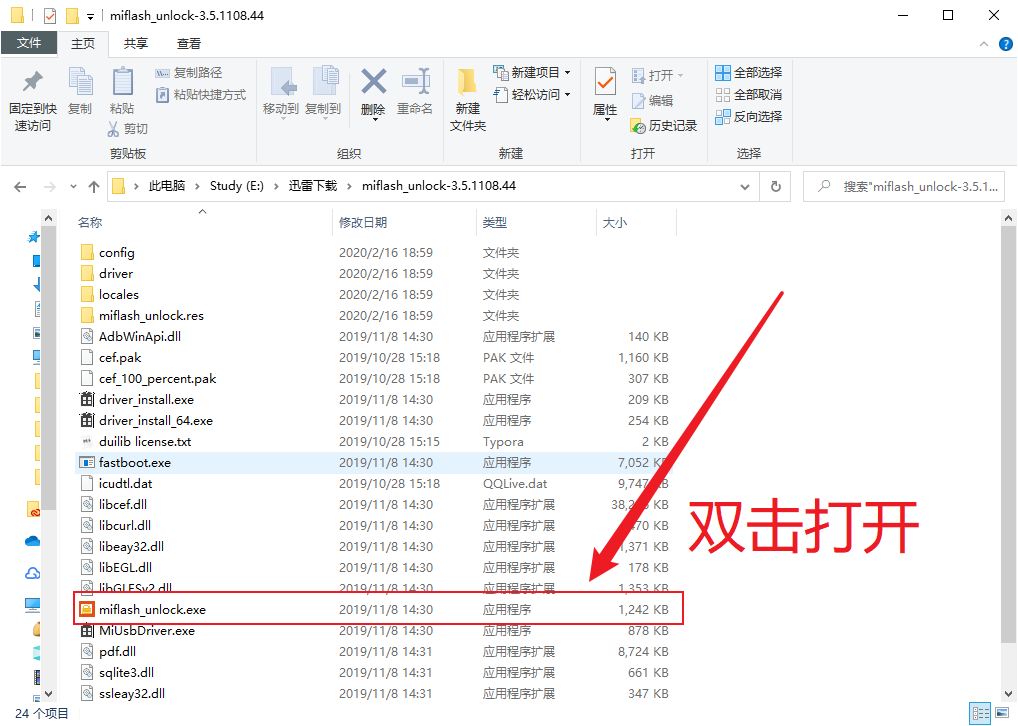 miflash_unlock-3.5.1108.44
文件 主页 共享 查看
固定到快速访问 复制 粘贴 复制路径 粘贴快捷方式 剪切
移动到 复制到 删除 重命名
新建文件夹 新建项目 轻松访问
属性 打开 编辑 历史记录
全部选择 全部取消 反向选择
剪贴板 组织 新建 打开 选择
此电脑 Study (E:) 迅雷下载 miflash_unlock-3.5.1108.44
搜索"miflash_unlock-3.5.1...
名称 修改日期 类型 大小
config 2020/2/16 18:59 文件夹
driver 2020/2/16 18:59 文件夹
locales 2020/2/16 18:59 文件夹
miflash_unlock.res 2020/2/16 18:59 文件夹
AdbWinApi.dll 2019/11/8 14:30 应用程序扩展 140 KB
cef.pak 2019/10/28 15:18 PAK 文件 1,160 KB
cef_100_percent.pak 2019/10/28 15:18 PAK 文件 307 KB
driver_install.exe 2019/11/8 14:30 应用程序 209 KB
driver_install_64.exe 2019/11/8 14:30 应用程序 254 KB
duilib license.txt 2019/10/28 15:15 Typora 2 KB
fastboot.exe 2019/11/8 14:30 应用程序 7,052 KB
icudtl.dat 2019/10/28 15:18 QQLive.dat 9,747 KB
libcef.dll 2019/11/8 14:30 应用程序扩展
libcurl.dll 2019/11/8 14:30 应用程序扩展 KB
libeay32.dll 2019/11/8 14:30 应用程序扩展 1,371 KB
libEGL.dll 2019/11/8 14:30 应用程序扩展 178 KB
libGLESv2.dll 2019/11/8 14:30 应用程序扩展 1,353 KB
miflash_unlock.exe 2019/11/8 14:30 应用程序 1,242 KB
MiUsbDriver.exe 2019/11/8 14:30 应用程序 878 KB
pdf.dll 2019/11/8 14:31 应用程序扩展 8,724 KB
sqlite3.dll 2019/11/8 14:31 应用程序扩展 661 KB
ssleay32.dll 2019/11/8 14:31 应用程序扩展 347 KB
双击打开
24 个项目